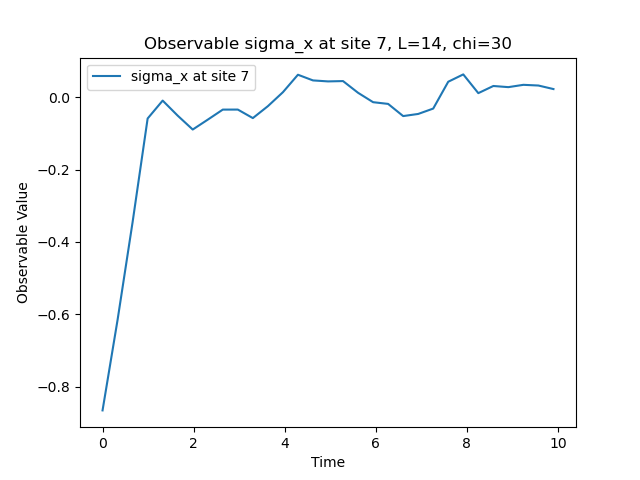 Observable sigma_x at site 7, L=14, chi=30
sigma_x at site 7
0.0
−0.2
−0.4
−0.6
−0.8
Observable Value
0 2 4 6 8 10
Time